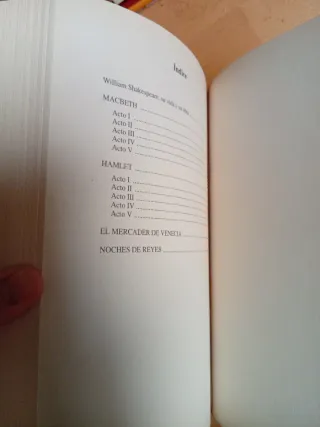 Índice
William Shakespeare: su vida y su obra
MACBETH
Acto I
Acto II
Acto III
Acto IV
Acto V
HAMLET
Acto I
Acto II
Acto III
Acto IV
Acto V
EL MERCADER DE VENECIA
NOCHES DE REYES